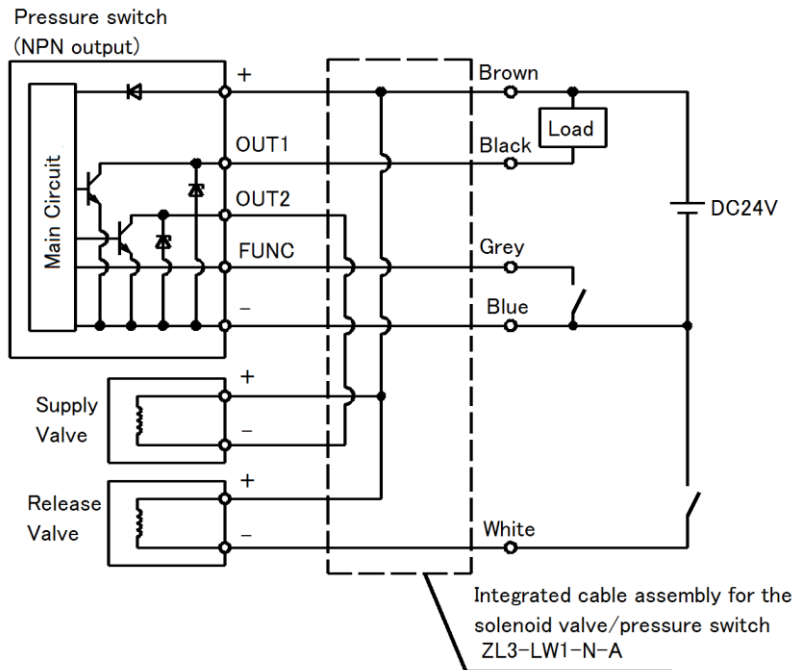 Pressure switch
(NPN output)
+
Brown
Load
OUT1
Black
Main Circuit
OUT2
DC24V
FUNC
Grey
−
Blue
+
Supply
Valve
−
+
Release
Valve
−
White
Integrated cable assembly for the
solenoid valve/pressure switch
ZL3-LW1-N-A